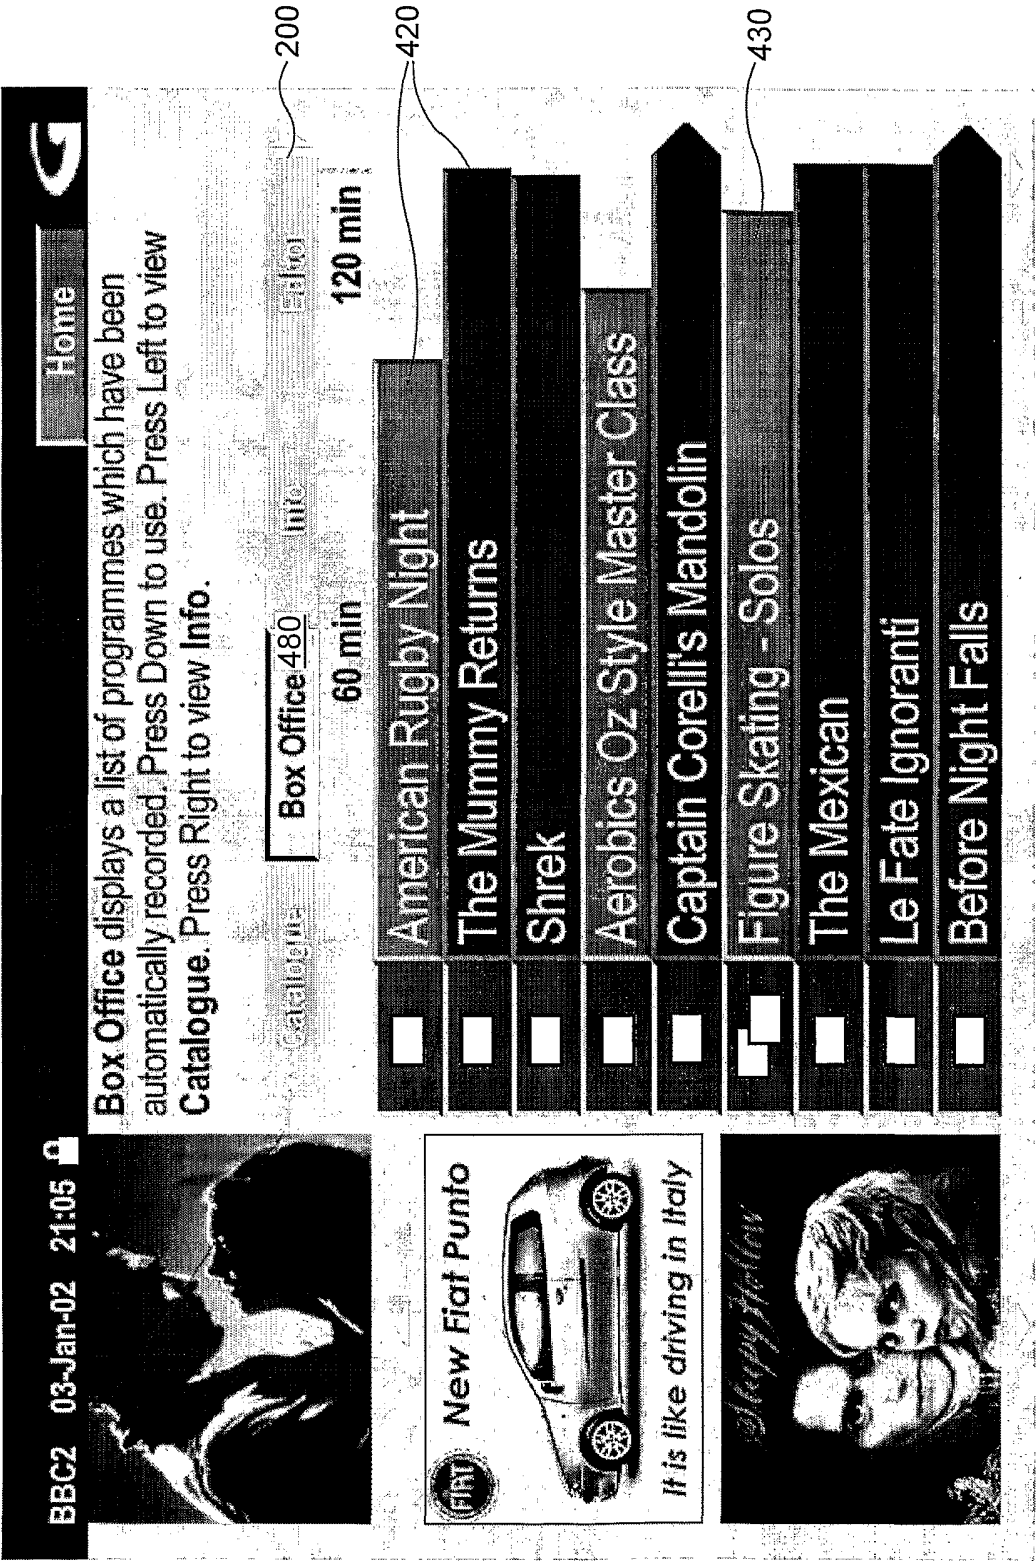 BBC2 03-Jan-02 21:05
Home
Box Office displays a list of programmes which have been
automatically recorded. Press Down to use. Press Left to view
Catalogue. Press Right to view Info.
Catalogue Box Office 480 Info
200
60 min 120 min
420
American Rugby Night
The Mummy Returns
Shrek
Aerobics Oz Style Master Class
Captain Corelli's Mandolin
Figure Skating - Solos
430
The Mexican
Le Fate Ignoranti
Before Night Falls
FIAT New Fiat Punto
It is like driving in Italy
Sleepy Hollow